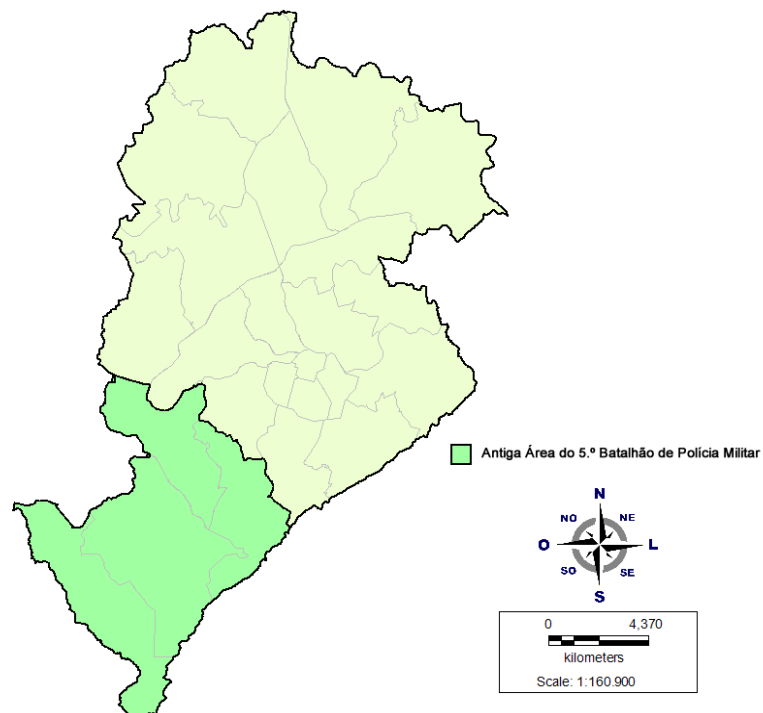 Antiga Área do 5.º Batalhão de Polícia Militar
N
NO NE
O L
SO SE
S
0 4,370
kilometers
Scale: 1:160.900